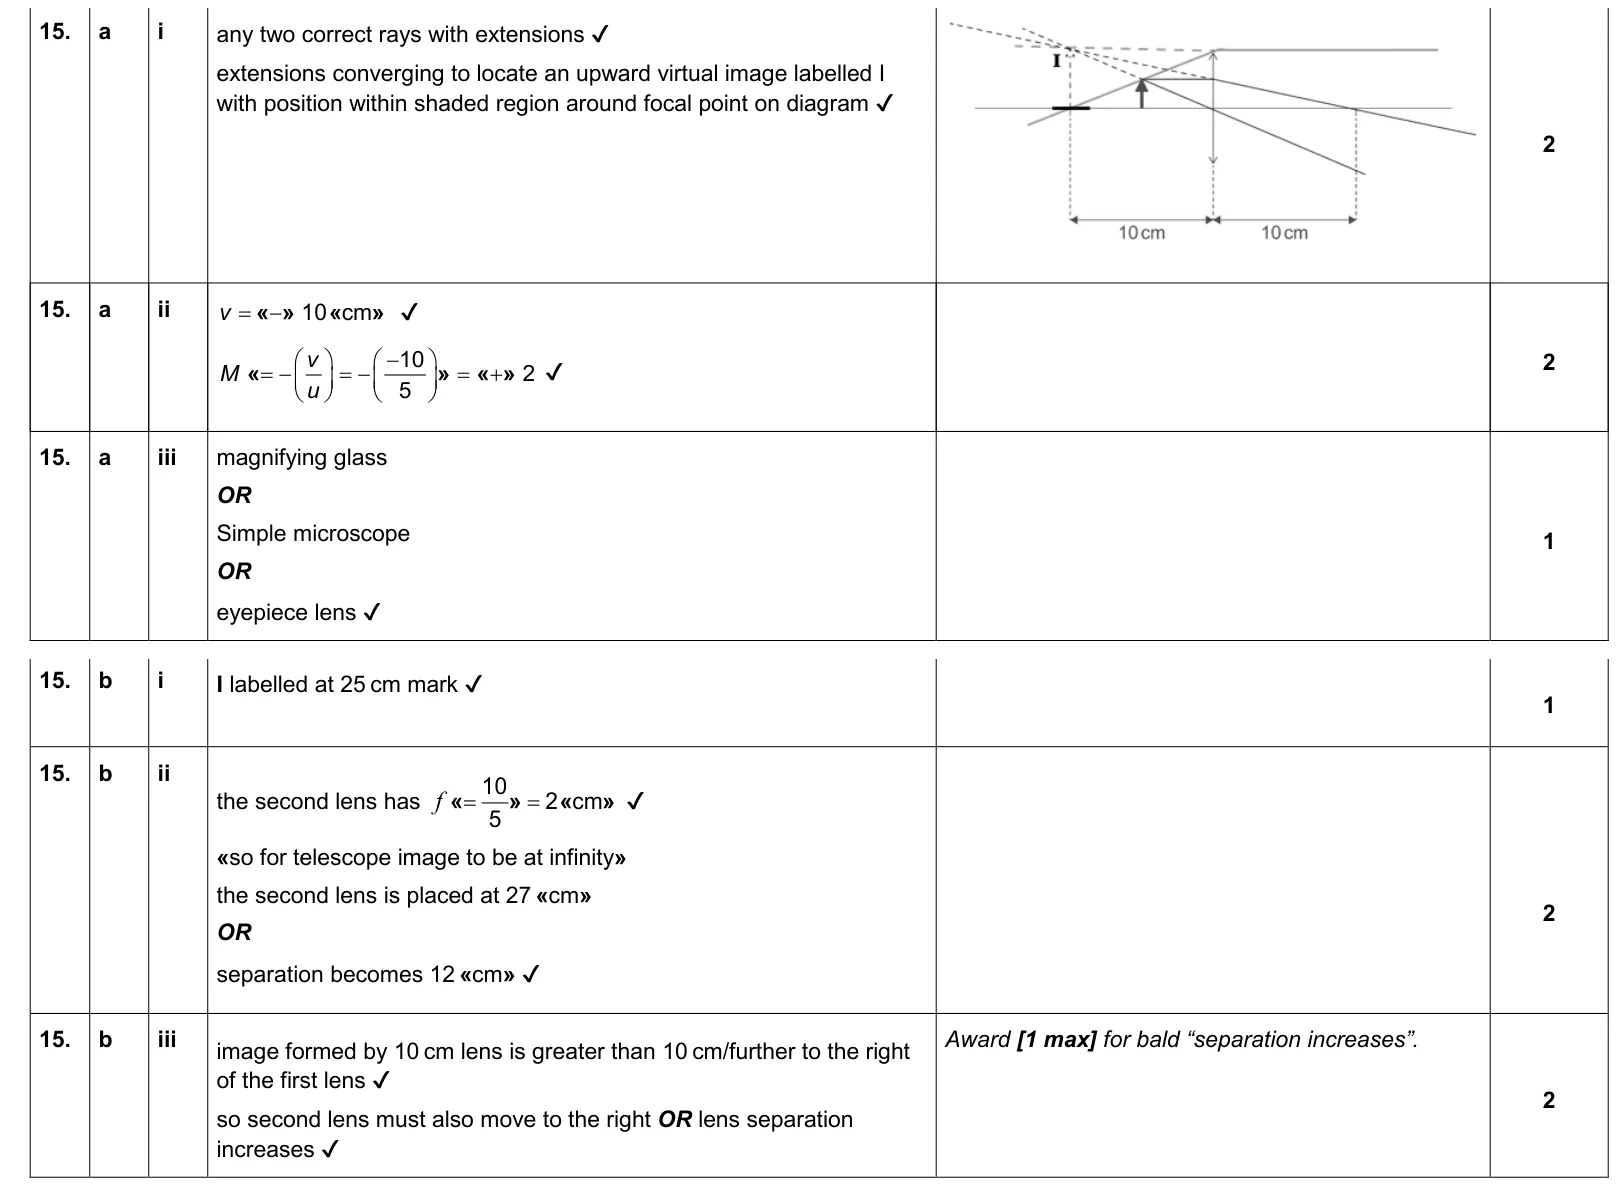 15. a i any two correct rays with extensions ✓
extensions converging to locate an upward virtual image labelled I
with position within shaded region around focal point on diagram ✓
I
10 cm 10 cm
2
15. a ii v = «–» 10 «cm» ✓
M «= –(v/u) = –(–10/5)» = «+» 2 ✓
2
15. a iii magnifying glass
OR
Simple microscope
OR
eyepiece lens ✓
1
15. b i I labelled at 25 cm mark ✓
1
15. b ii the second lens has f «= 10/5» = 2 «cm» ✓
«so for telescope image to be at infinity»
the second lens is placed at 27 «cm»
OR
separation becomes 12 «cm» ✓
2
15. b iii image formed by 10 cm lens is greater than 10 cm/further to the right
of the first lens ✓
so second lens must also move to the right OR lens separation
increases ✓
Award [1 max] for bald “separation increases”.
2